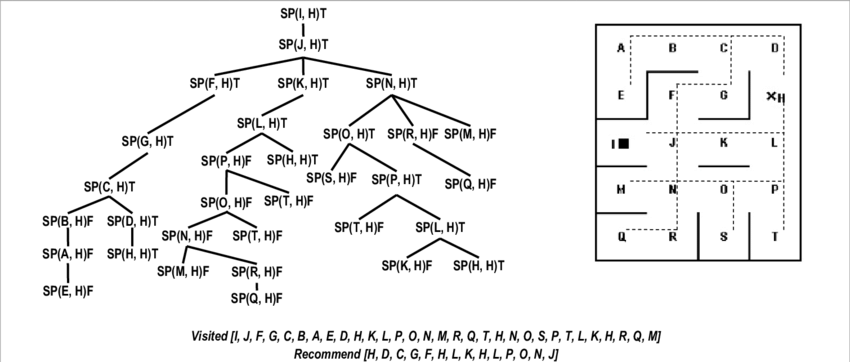 SP(I, H)T
SP(J, H)T
SP(F, H)T SP(K, H)T SP(N, H)T
SP(L, H)T SP(O, H)T SP(R, H)F SP(M, H)F
SP(G, H)T SP(P, H)F SP(H, H)T
SP(S, H)F SP(P, H)T SP(Q, H)F
SP(C, H)T SP(O, H)F SP(T, H)F
SP(B, H)F SP(D, H)T SP(N, H)F SP(T, H)F SP(T, H)F SP(L, H)T
SP(A, H)F SP(H, H)T SP(M, H)F SP(R, H)F SP(K, H)F SP(H, H)T
SP(E, H)F SP(Q, H)F
A B C D
E F G H
I J K L
M N O P
Q R S T
Visited [I, J, F, G, C, B, A, E, D, H, K, L, P, O, N, M, R, Q, T, H, N, O, S, P, T, L, K, H, R, Q, M]
Recommend [H, D, C, G, F, H, L, K, H, L, P, O, N, J]